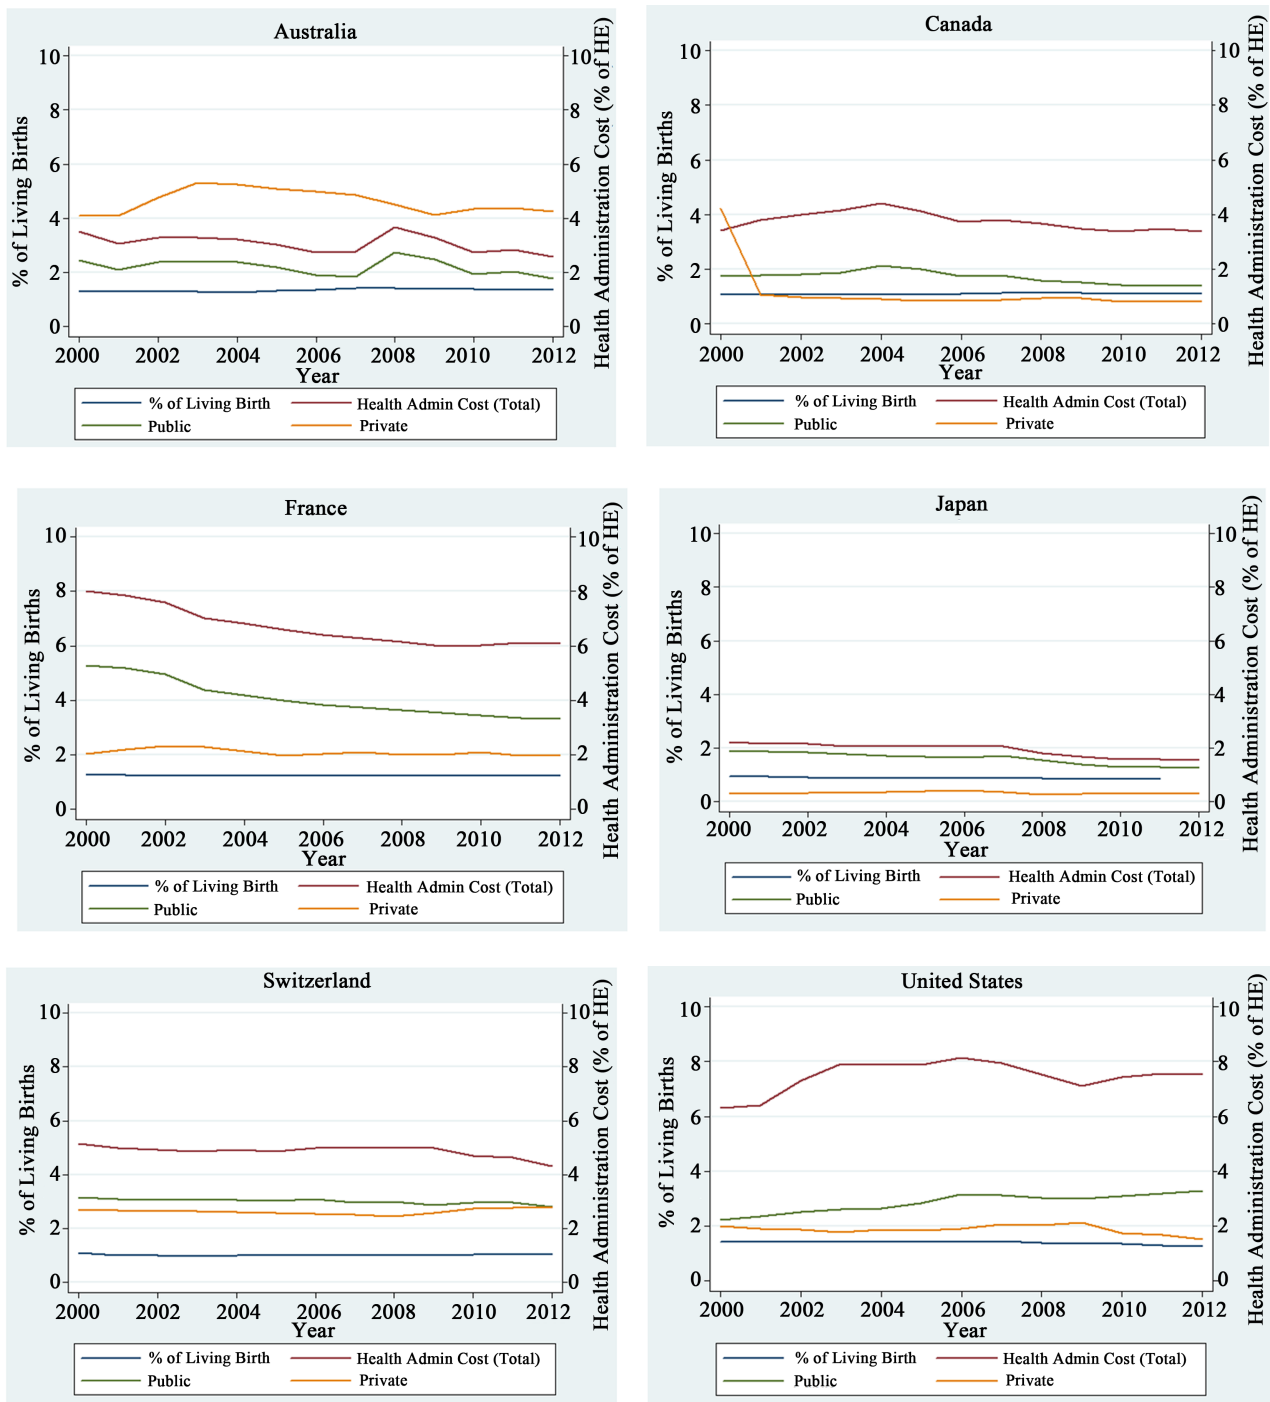 Australia
% of Living Births
10
8
6
4
2
0
10
8
6
4
2
0
Health Administration Cost (% of HE)
2000 2002 2004 2006 2008 2010 2012
Year
% of Living Birth Health Admin Cost (Total)
Public Private
Canada
% of Living Births
10
8
6
4
2
0
10
8
6
4
2
0
Health Administration Cost (% of HE)
2000 2002 2004 2006 2008 2010 2012
Year
% of Living Birth Health Admin Cost (Total)
Public Private
France
% of Living Births
10
8
6
4
2
0
10
8
6
4
2
0
Health Administration Cost (% of HE)
2000 2002 2004 2006 2008 2010 2012
Year
% of Living Birth Health Admin Cost (Total)
Public Private
Japan
% of Living Births
10
8
6
4
2
0
10
8
6
4
2
0
Health Administration Cost (% of HE)
2000 2002 2004 2006 2008 2010 2012
Year
% of Living Birth Health Admin Cost (Total)
Public Private
Switzerland
% of Living Births
10
8
6
4
2
0
10
8
6
4
2
0
Health Administration Cost (% of HE)
2000 2002 2004 2006 2008 2010 2012
Year
% of Living Birth Health Admin Cost (Total)
Public Private
United States
% of Living Births
10
8
6
4
2
0
10
8
6
4
2
0
Health Administration Cost (% of HE)
2000 2002 2004 2006 2008 2010 2012
Year
% of Living Birth Health Admin Cost (Total)
Public Private